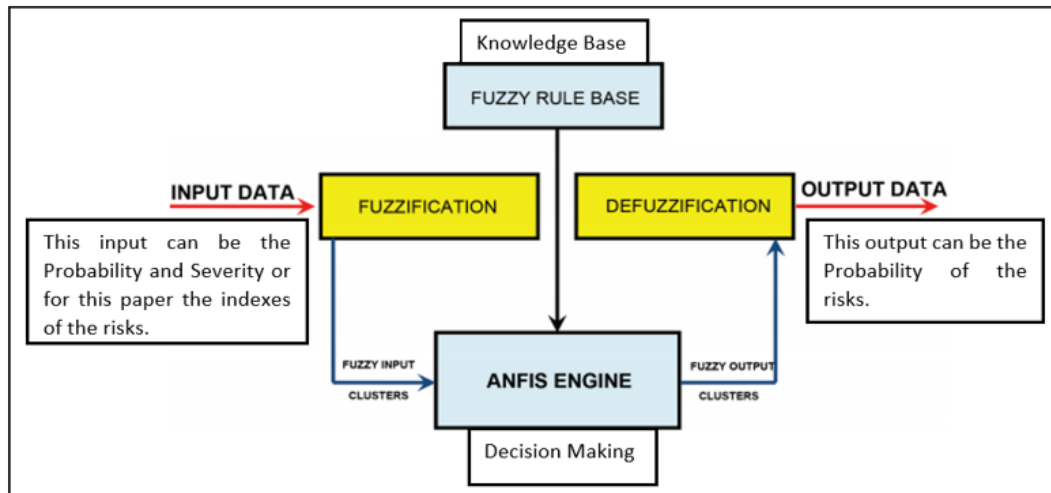 Knowledge Base
FUZZY RULE BASE
INPUT DATA
FUZZIFICATION
DEFUZZIFICATION
OUTPUT DATA
This input can be the
Probability and Severity or
for this paper the indexes
of the risks.
This output can be the
Probability of the
risks.
FUZZY INPUT
CLUSTERS
ANFIS ENGINE
FUZZY OUTPUT
CLUSTERS
Decision Making